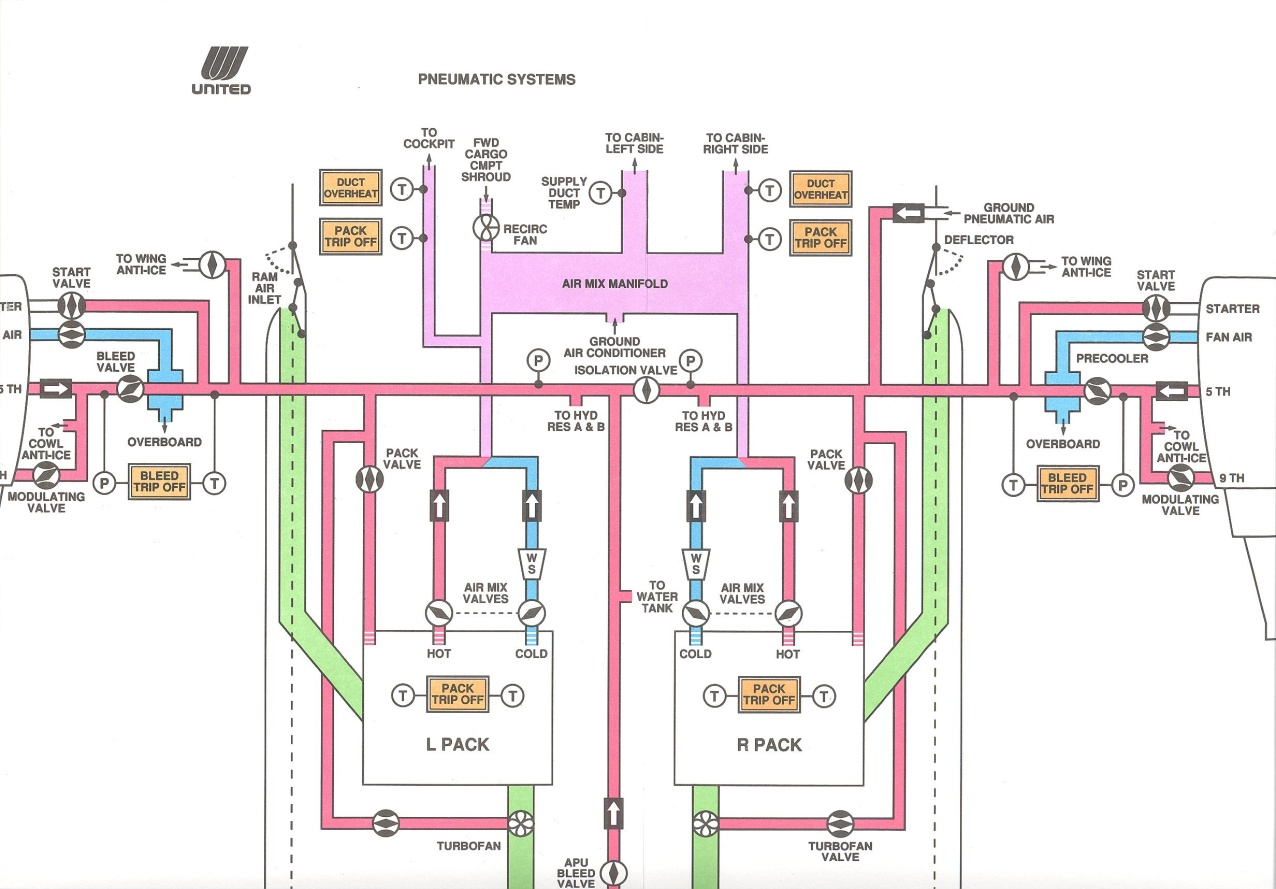 UNITED
PNEUMATIC SYSTEMS
TO
COCKPIT
FWD
CARGO
CMPT
SHROUD
TO CABIN-
LEFT SIDE
TO CABIN-
RIGHT SIDE
DUCT
OVERHEAT
T
SUPPLY
DUCT
TEMP
T
T
DUCT
OVERHEAT
PACK
TRIP OFF
T
RECIRC
FAN
T
PACK
TRIP OFF
GROUND
PNEUMATIC AIR
DEFLECTOR
TO WING
ANTI-ICE
RAM
AIR
INLET
AIR MIX MANIFOLD
TO WING
ANTI-ICE
START
VALVE
START
VALVE
TER
STARTER
AIR
FAN AIR
GROUND
AIR CONDITIONER
BLEED
VALVE
P
ISOLATION VALVE
P
PRECOOLER
5 TH
5 TH
OVERBOARD
TO HYD
RES A & B
TO HYD
RES A & B
OVERBOARD
TO
COWL
ANTI-ICE
TO
COWL
ANTI-ICE
PACK
VALVE
PACK
VALVE
H
9 TH
MODULATING
VALVE
P
BLEED
TRIP OFF
T
T
BLEED
TRIP OFF
P
MODULATING
VALVE
W
S
W
S
AIR MIX
VALVES
TO
WATER
TANK
AIR MIX
VALVES
HOT
COLD
COLD
HOT
T
PACK
TRIP OFF
T
T
PACK
TRIP OFF
T
L PACK
R PACK
TURBOFAN
TURBOFAN
VALVE
APU
BLEED
VALVE